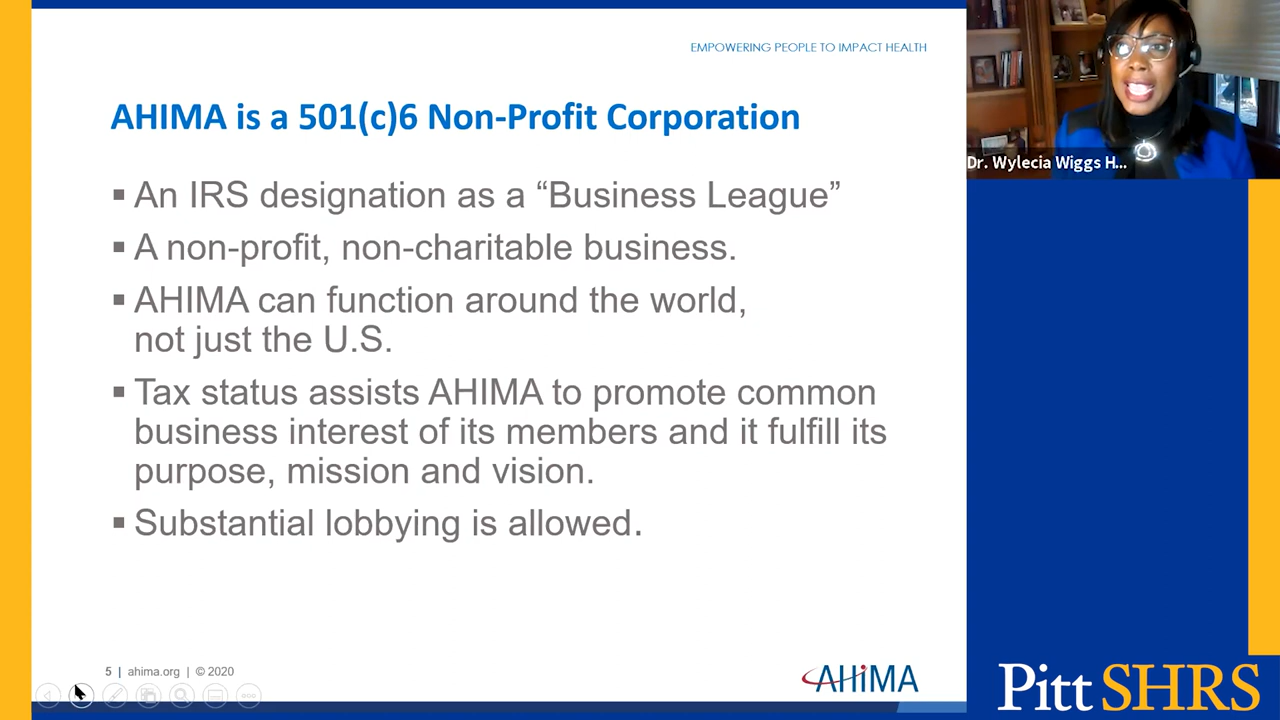 EMPOWERING PEOPLE TO IMPACT HEALTH
AHIMA is a 501(c)6 Non-Profit Corporation
▪ An IRS designation as a “Business League”
▪ A non-profit, non-charitable business.
▪ AHIMA can function around the world,
not just the U.S.
▪ Tax status assists AHIMA to promote common
business interest of its members and it fulfill its
purpose, mission and vision.
▪ Substantial lobbying is allowed.
5 | ahima.org | © 2020
AHIMA
Dr. Wylecia Wiggs H...
Pitt SHRS